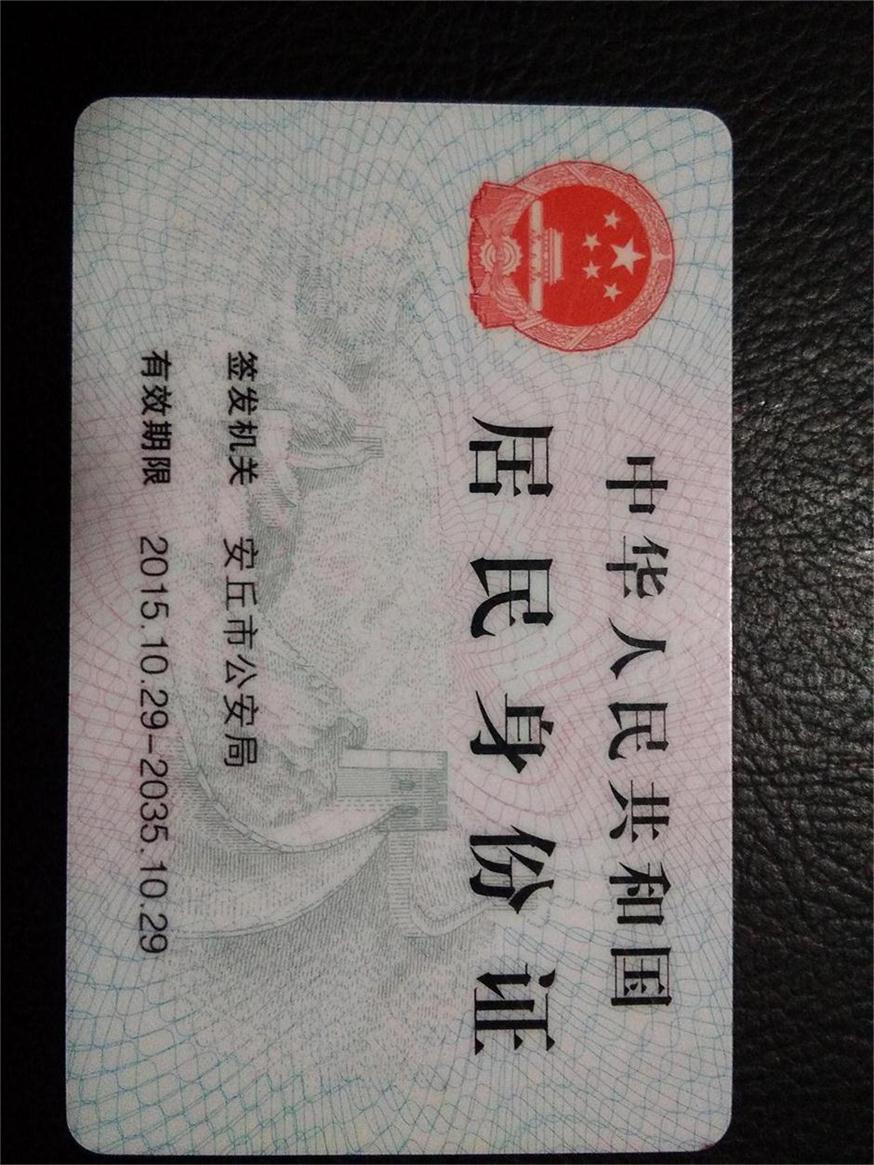 中华人民共和国
居民身份证
签发机关 安丘市公安局
有效期限 2015.10.29-2035.10.29